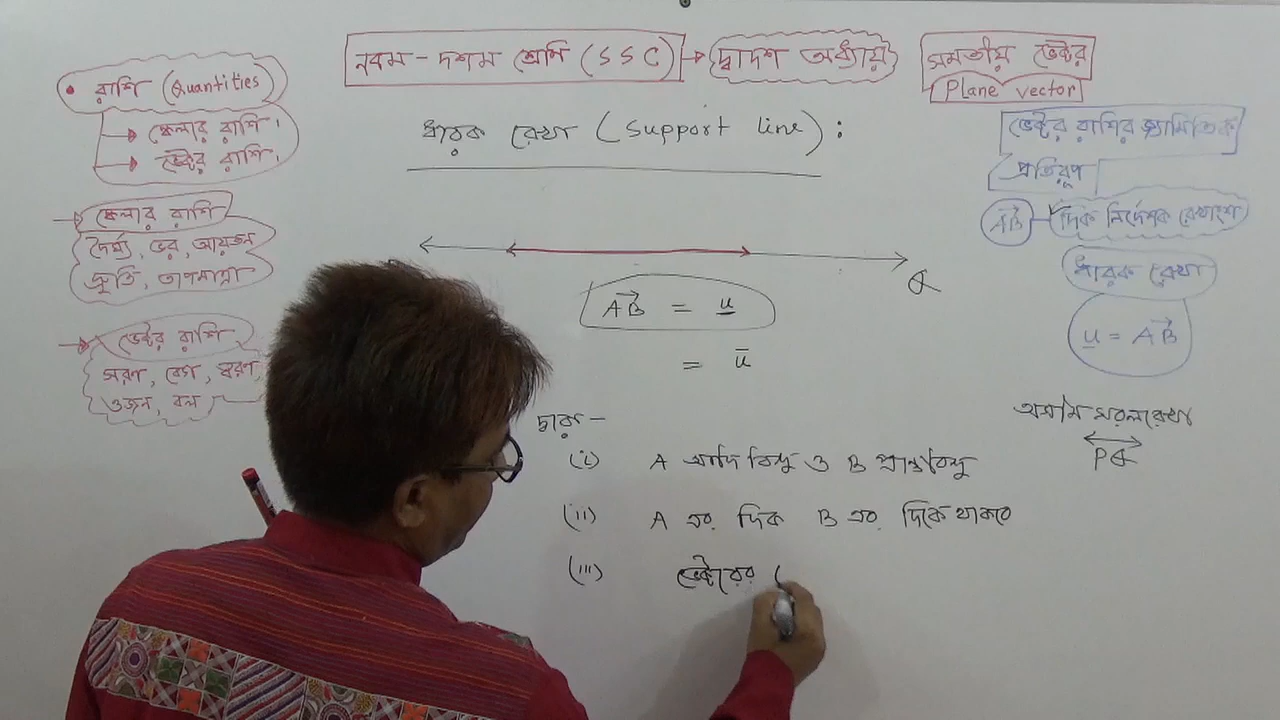 নবম - দশম শ্রেণি (SSC) → দ্বাদশ অধ্যায়
সমতলীয় ভেক্টর
Plane vector
• রাশি (Quantities)
→ স্কেলার রাশি।
→ ভেক্টর রাশি।
→ স্কেলার রাশি
দৈর্ঘ্য, ভর, আয়তন
দ্রুতি, তাপমাত্রা
→ ভেক্টর রাশি
সরণ, বেগ, ত্বরণ
ওজন, বল
ধারক রেখা (Support line) :
Q
AB→ = u̲
= ū
দ্বারা -
(i) A আদি বিন্দু ও B প্রান্তবিন্দু
(ii) A এর দিক B এর দিকে থাকবে
(iii) ভেক্টরের (
ভেক্টর রাশির জ্যামিতিক
প্রতিরূপ
AB→ দিক নির্দেশক রেখাংশ
ধারক রেখা
u̲ = AB→
অসীম সরলরেখা
PQ